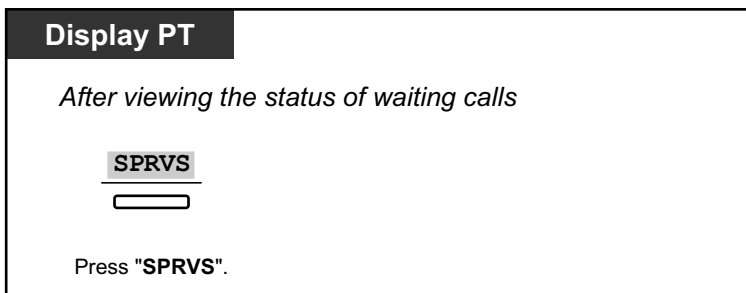 Display PT
After viewing the status of waiting calls
SPRVS
Press "SPRVS".